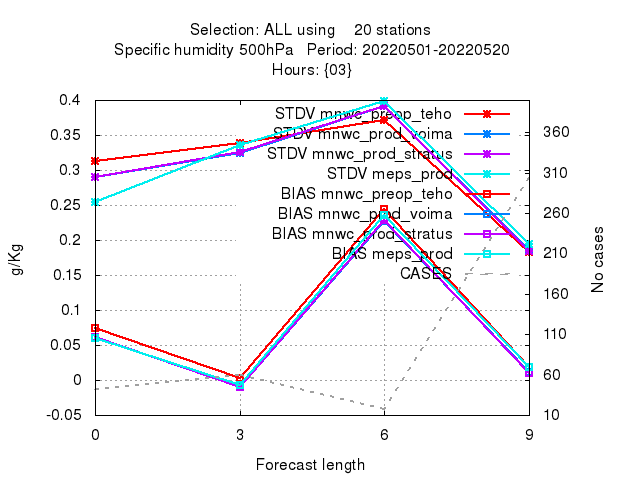 Selection: ALL using 20 stations
Specific humidity 500hPa Period: 20220501-20220520
Hours: {03}
0.4
0.35
0.3
0.25
0.2
0.15
0.1
0.05
0
-0.05
g/Kg
STDV mnwc_preop_teho
STDV mnwc_prod_voima
STDV mnwc_prod_stratus
STDV meps_prod
BIAS mnwc_preop_teho
BIAS mnwc_prod_voima
BIAS mnwc_prod_stratus
BIAS meps_prod
CASES
360
310
260
210
160
110
60
10
No cases
0 3 6 9
Forecast length